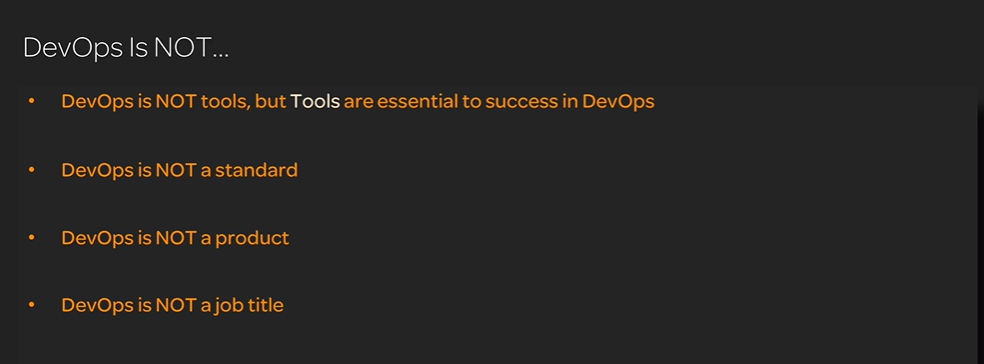 DevOps Is NOT...
• DevOps is NOT tools, but Tools are essential to success in DevOps
• DevOps is NOT a standard
• DevOps is NOT a product
• DevOps is NOT a job title